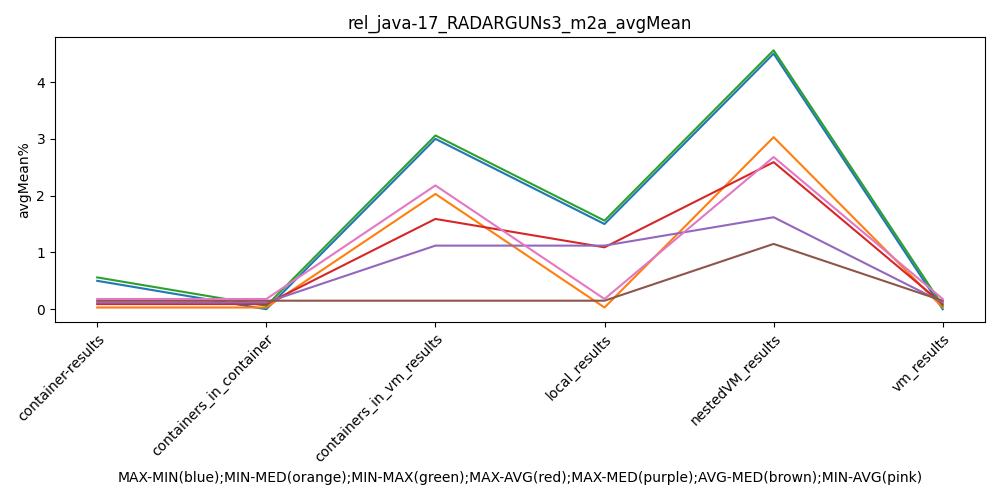 rel_java-17_RADARGUNs3_m2a_avgMean
avgMean%
4
3
2
1
0
container-results
containers_in_container
containers_in_vm_results
local_results
nestedVM_results
vm_results
MAX-MIN(blue);MIN-MED(orange);MIN-MAX(green);MAX-AVG(red);MAX-MED(purple);AVG-MED(brown);MIN-AVG(pink)